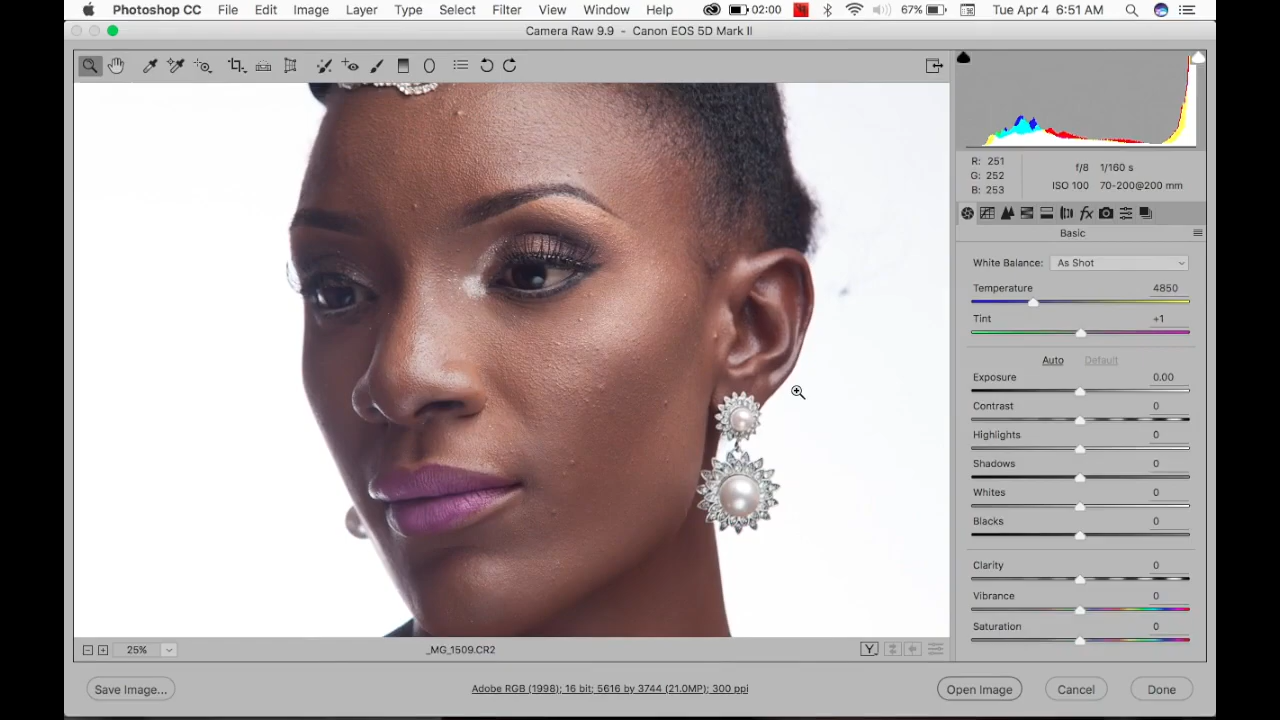 Photoshop CC File Edit Image Layer Type Select Filter View Window Help 02:00 67% Tue Apr 4 6:51 AM
Camera Raw 9.9 - Canon EOS 5D Mark II
R: 251
G: 252
B: 253
f/8 1/160 s
ISO 100 70-200@200 mm
fx
Basic
White Balance: As Shot
Temperature 4850
Tint +1
Auto Default
Exposure 0.00
Contrast 0
Highlights 0
Shadows 0
Whites 0
Blacks 0
Clarity 0
Vibrance 0
Saturation 0
25% _MG_1509.CR2 Y
Save Image... Adobe RGB (1998); 16 bit; 5616 by 3744 (21.0MP); 300 ppi Open Image Cancel Done